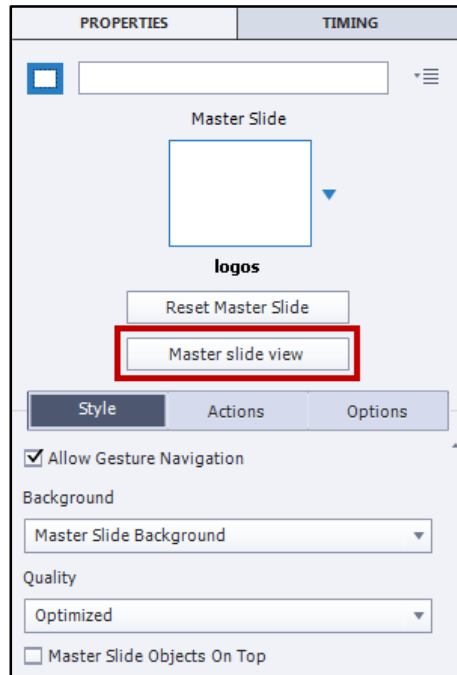 PROPERTIES TIMING
Master Slide
logos
Reset Master Slide
Master slide view
Style Actions Options
Allow Gesture Navigation
Background
Master Slide Background
Quality
Optimized
Master Slide Objects On Top